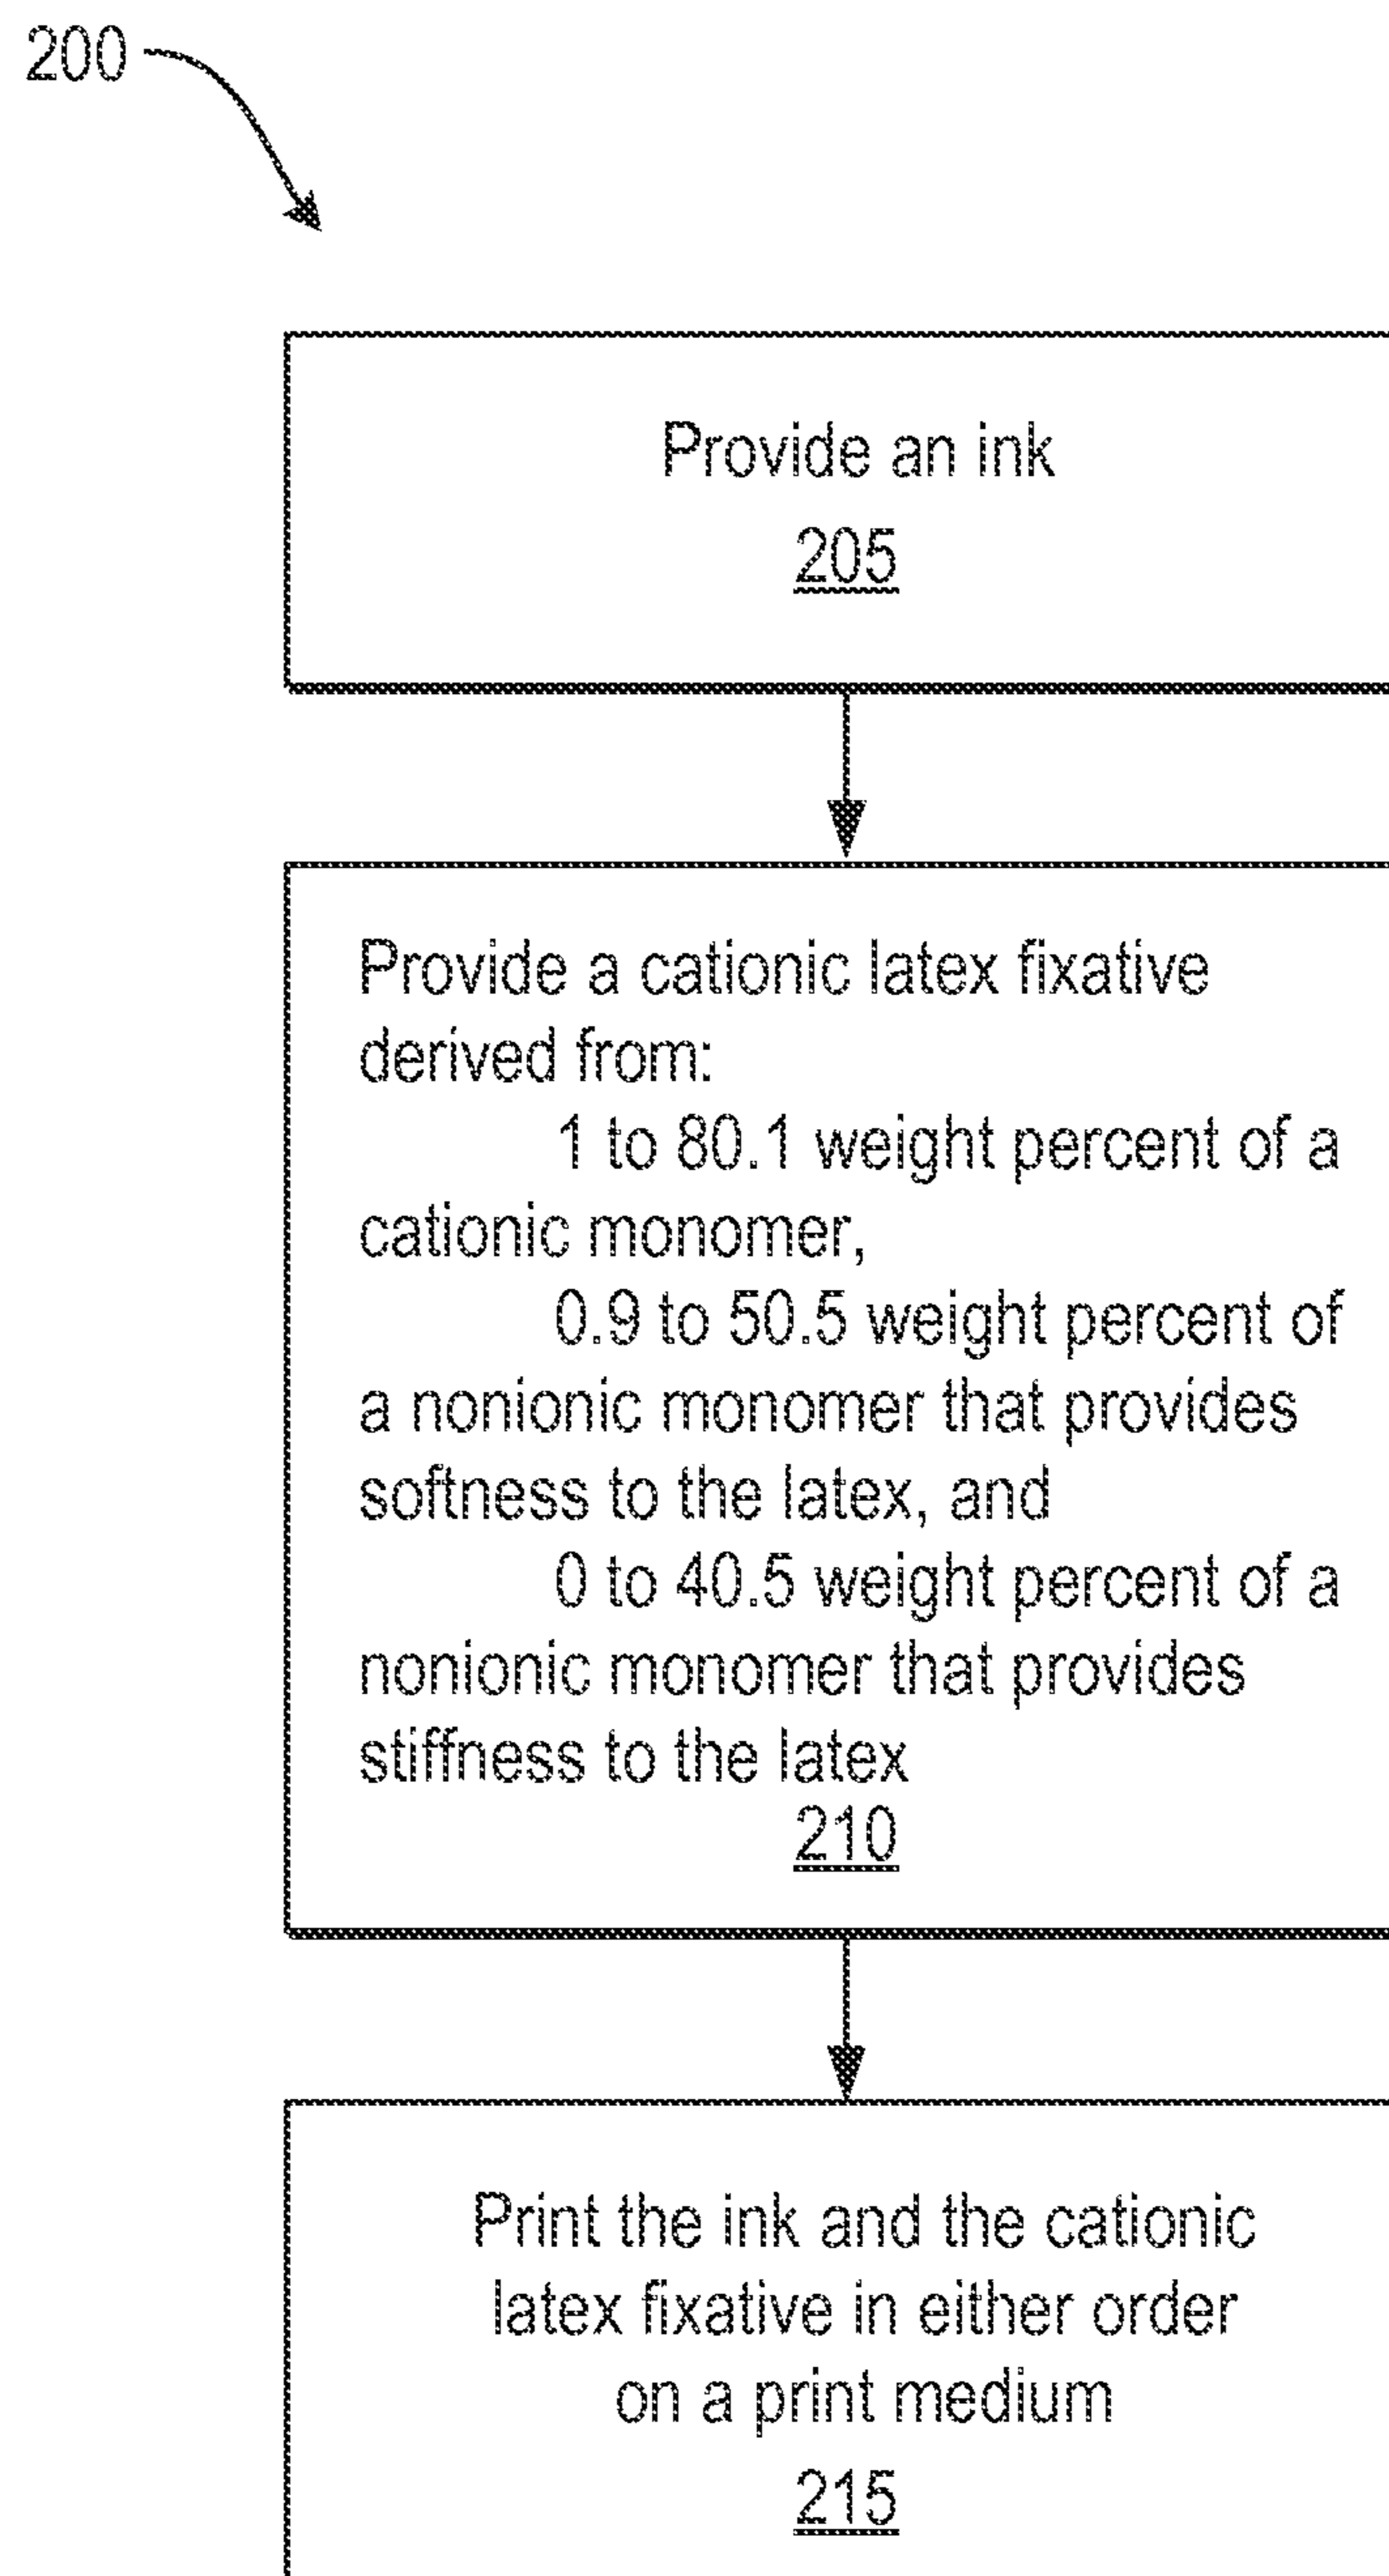 200
Provide an ink
205
Provide a cationic latex fixative
derived from:
1 to 80.1 weight percent of a
cationic monomer,
0.9 to 50.5 weight percent of
a nonionic monomer that provides
softness to the latex, and
0 to 40.5 weight percent of a
nonionic monomer that provides
stiffness to the latex
210
Print the ink and the cationic
latex fixative in either order
on a print medium
215